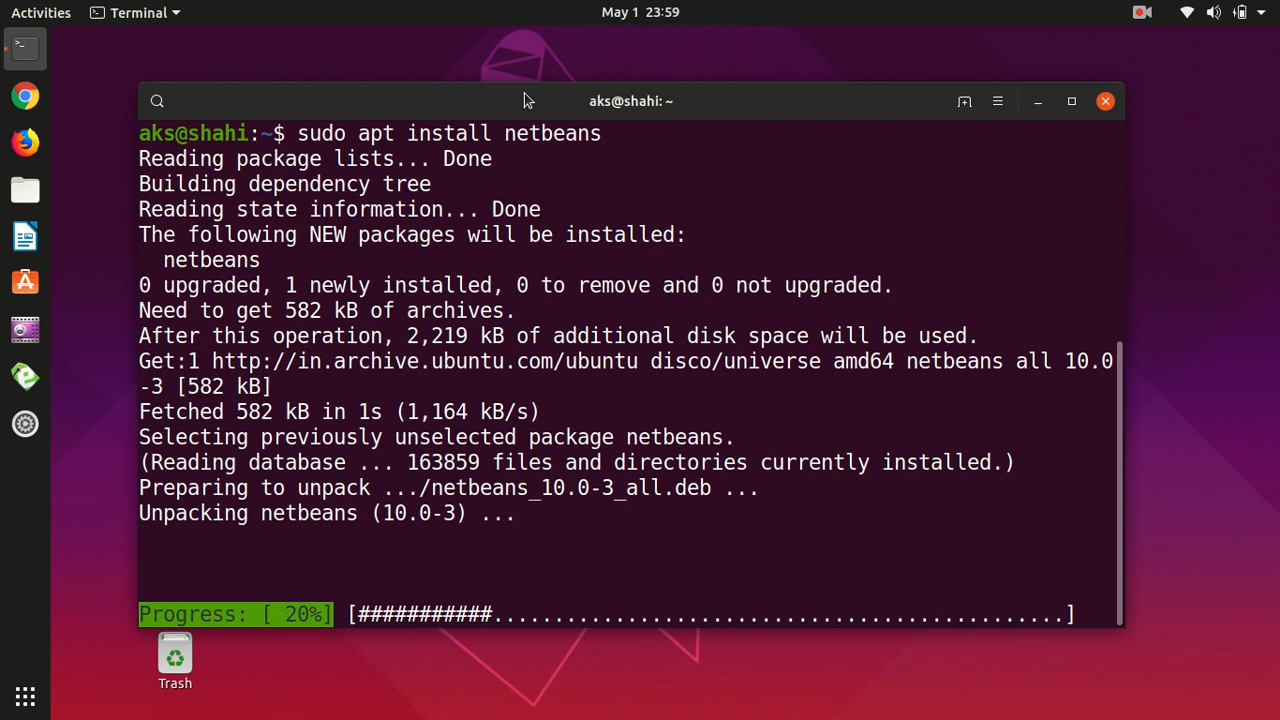 Activities Terminal May 1 23:59
aks@shahi: ~
aks@shahi:~$ sudo apt install netbeans
Reading package lists... Done
Building dependency tree
Reading state information... Done
The following NEW packages will be installed:
  netbeans
0 upgraded, 1 newly installed, 0 to remove and 0 not upgraded.
Need to get 582 kB of archives.
After this operation, 2,219 kB of additional disk space will be used.
Get:1 http://in.archive.ubuntu.com/ubuntu disco/universe amd64 netbeans all 10.0
-3 [582 kB]
Fetched 582 kB in 1s (1,164 kB/s)
Selecting previously unselected package netbeans.
(Reading database ... 163859 files and directories currently installed.)
Preparing to unpack .../netbeans_10.0-3_all.deb ...
Unpacking netbeans (10.0-3) ...
Progress: [ 20%] [###########...............................................]
Trash